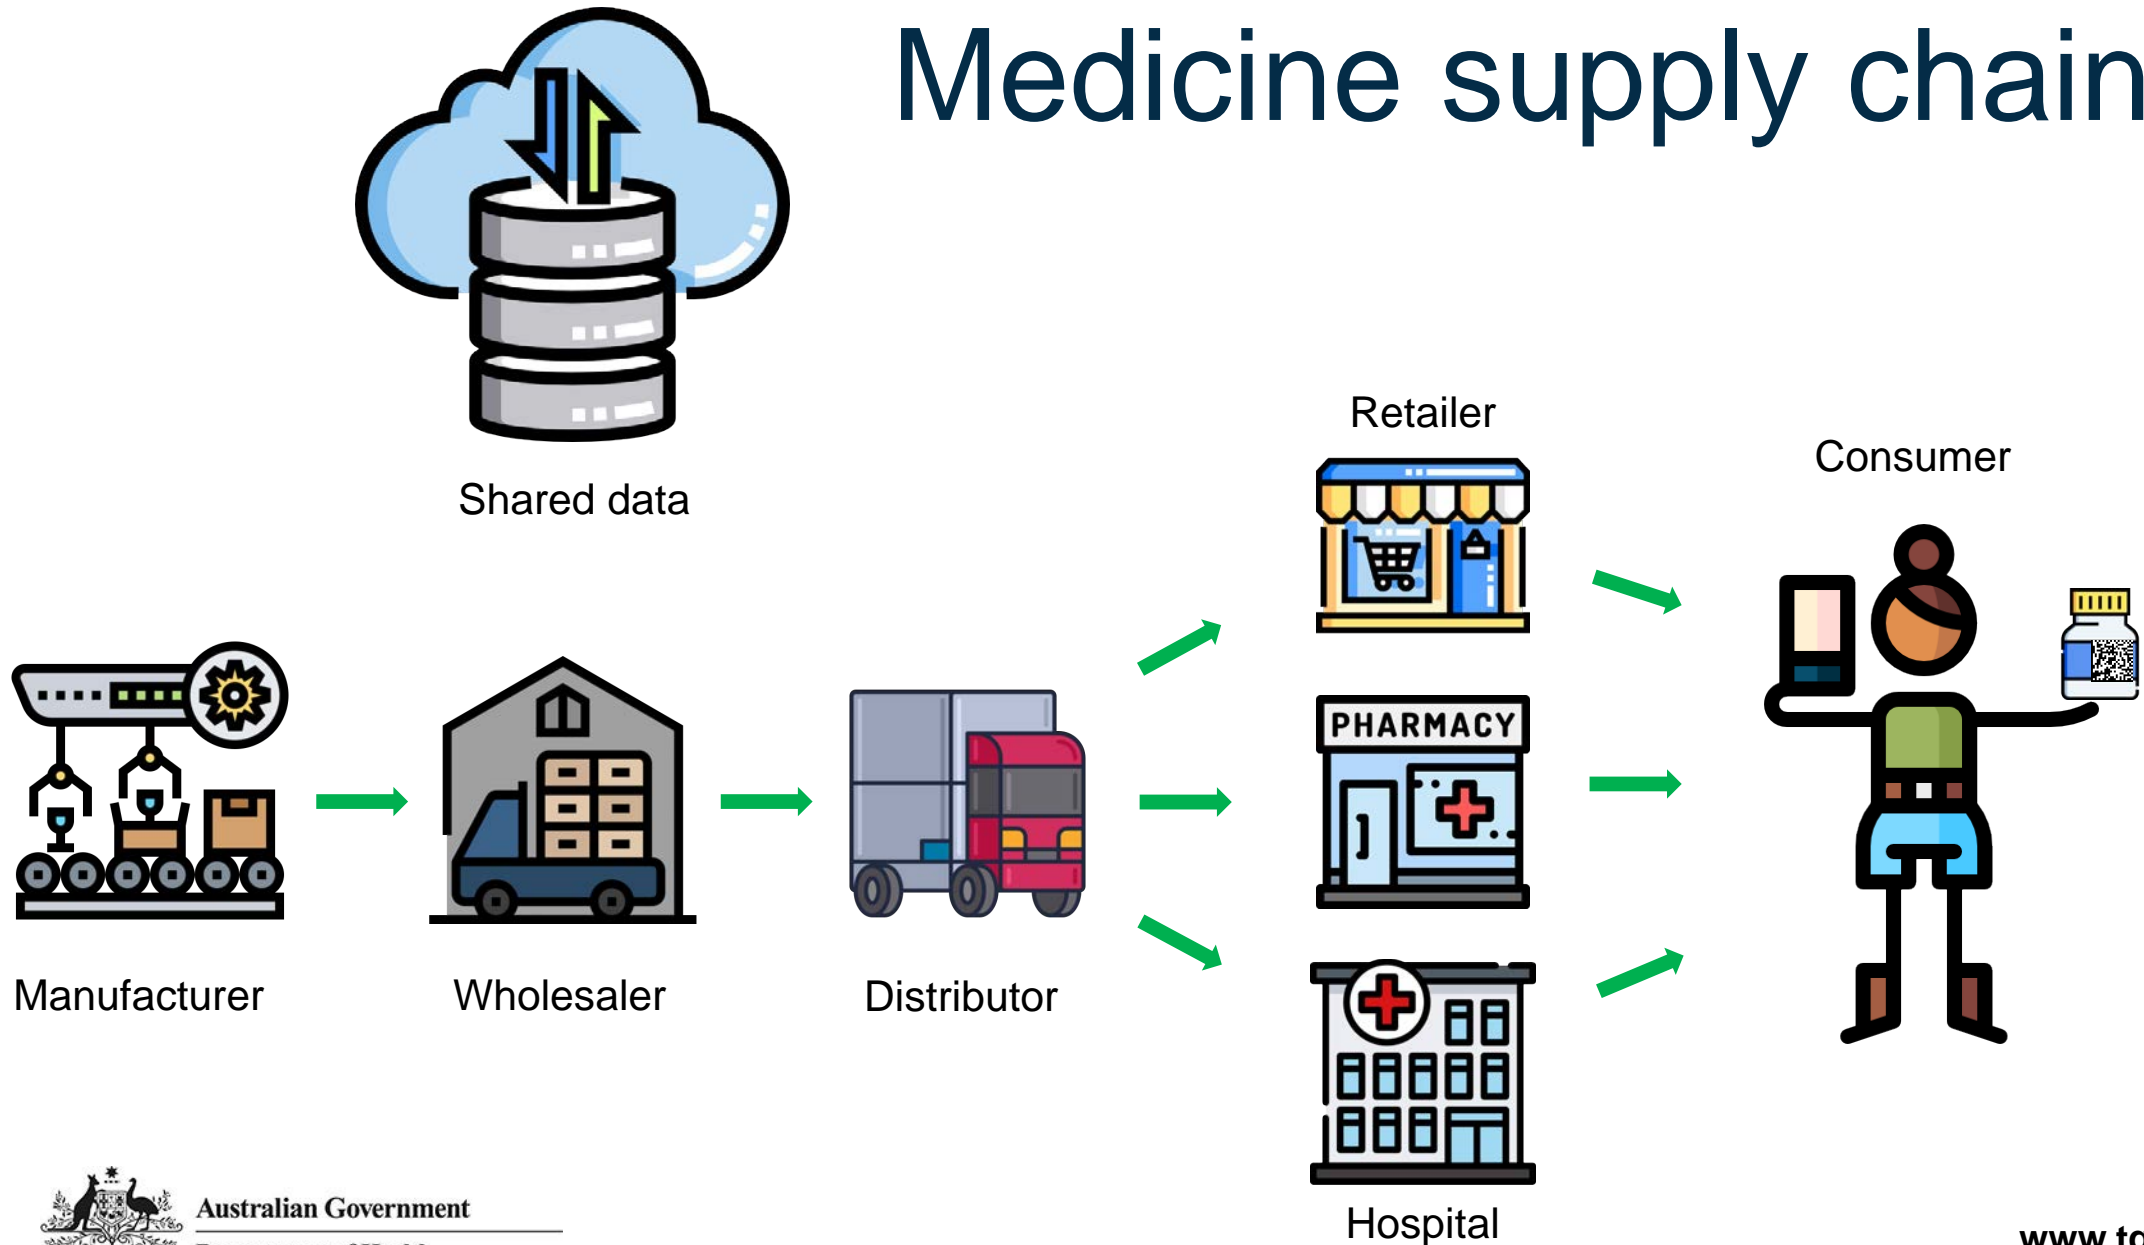 Medicine supply chain
Shared data
Retailer
Consumer
PHARMACY
Manufacturer
Wholesaler
Distributor
Hospital
Australian Government